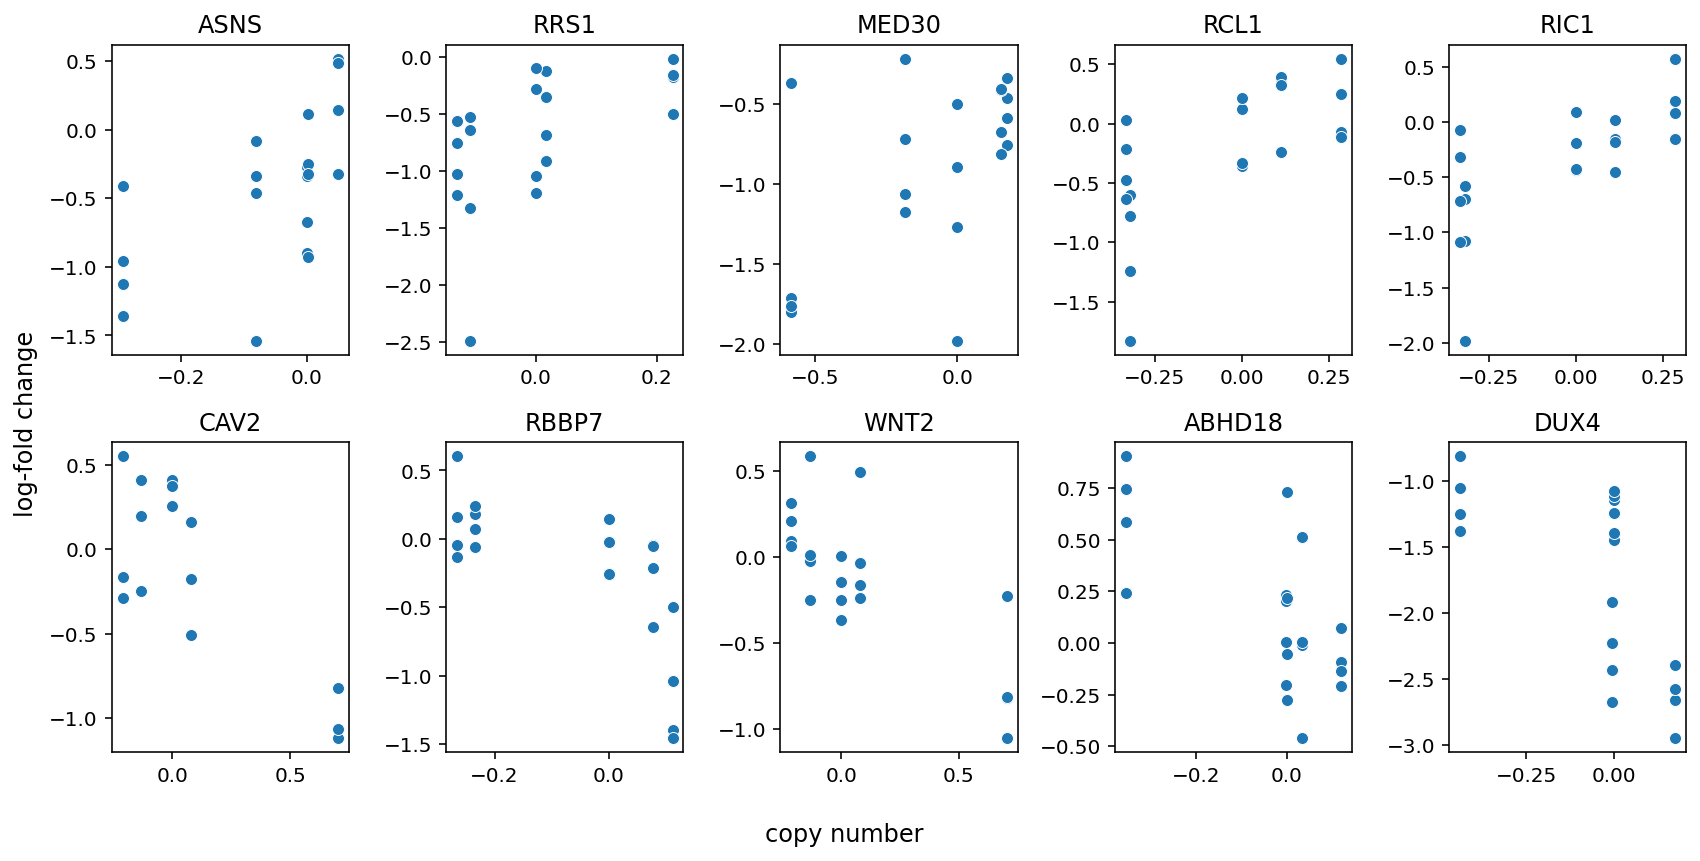 ASNS RRS1 MED30 RCL1 RIC1
0.5 0.0 −0.5 −1.0 −1.5
0.0 −0.5 −1.0 −1.5 −2.0 −2.5
−0.5 −1.0 −1.5 −2.0
0.5 0.0 −0.5 −1.0 −1.5
0.5 0.0 −0.5 −1.0 −1.5 −2.0
−0.2 0.0
0.0 0.2
−0.5 0.0
−0.25 0.00 0.25
−0.25 0.00 0.25
log-fold change
CAV2 RBBP7 WNT2 ABHD18 DUX4
0.5 0.0 −0.5 −1.0
0.5 0.0 −0.5 −1.0 −1.5
0.5 0.0 −0.5 −1.0
0.75 0.50 0.25 0.00 −0.25 −0.50
−1.0 −1.5 −2.0 −2.5 −3.0
0.0 0.5
−0.2 0.0
0.0 0.5
−0.2 0.0
−0.25 0.00
copy number